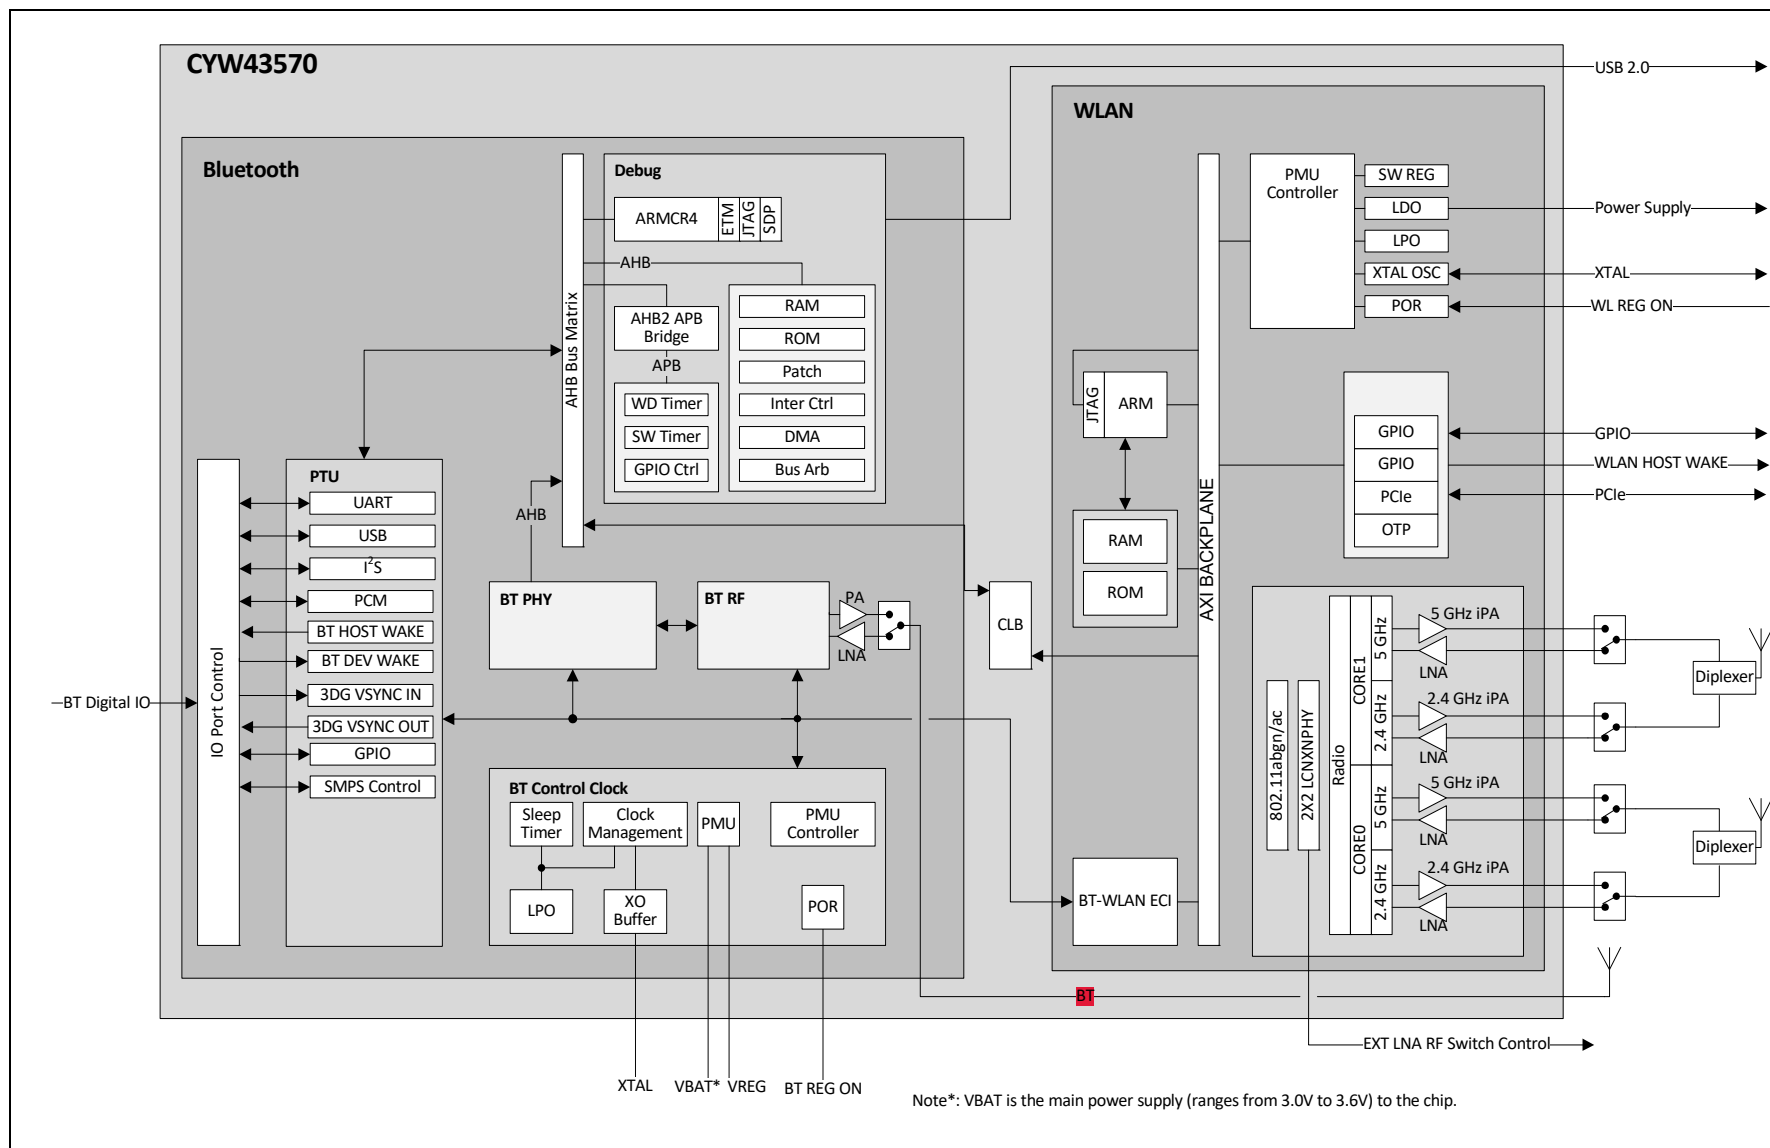 CYW43570
Bluetooth
Debug
ARMCR4
ETM
JTAG
SDP
AHB
AHB Bus Matrix
AHB2 APB
Bridge
APB
WD Timer
SW Timer
GPIO Ctrl
RAM
ROM
Patch
Inter Ctrl
DMA
Bus Arb
BT Digital IO
IO Port Control
PTU
UART
USB
I²S
PCM
BT HOST WAKE
BT DEV WAKE
3DG VSYNC IN
3DG VSYNC OUT
GPIO
SMPS Control
AHB
BT PHY
BT RF
PA
LNA
CLB
BT Control Clock
Sleep
Timer
Clock
Management
PMU
PMU
Controller
LPO
XO
Buffer
POR
XTAL
VBAT*
VREG
BT REG ON
WLAN
PMU
Controller
SW REG
LDO
LPO
XTAL OSC
POR
JTAG
ARM
RAM
ROM
AXI BACKPLANE
GPIO
GPIO
PCIe
OTP
BT-WLAN ECI
802.11abgn/ac
2X2 LCNXNPHY
Radio
CORE1
CORE0
5 GHz
2.4 GHz
5 GHz
2.4 GHz
5 GHz iPA
LNA
2.4 GHz iPA
LNA
5 GHz iPA
LNA
2.4 GHz iPA
LNA
Diplexer
Diplexer
USB 2.0
Power Supply
XTAL
WL REG ON
GPIO
WLAN HOST WAKE
PCIe
BT
EXT LNA RF Switch Control
Note*: VBAT is the main power supply (ranges from 3.0V to 3.6V) to the chip.